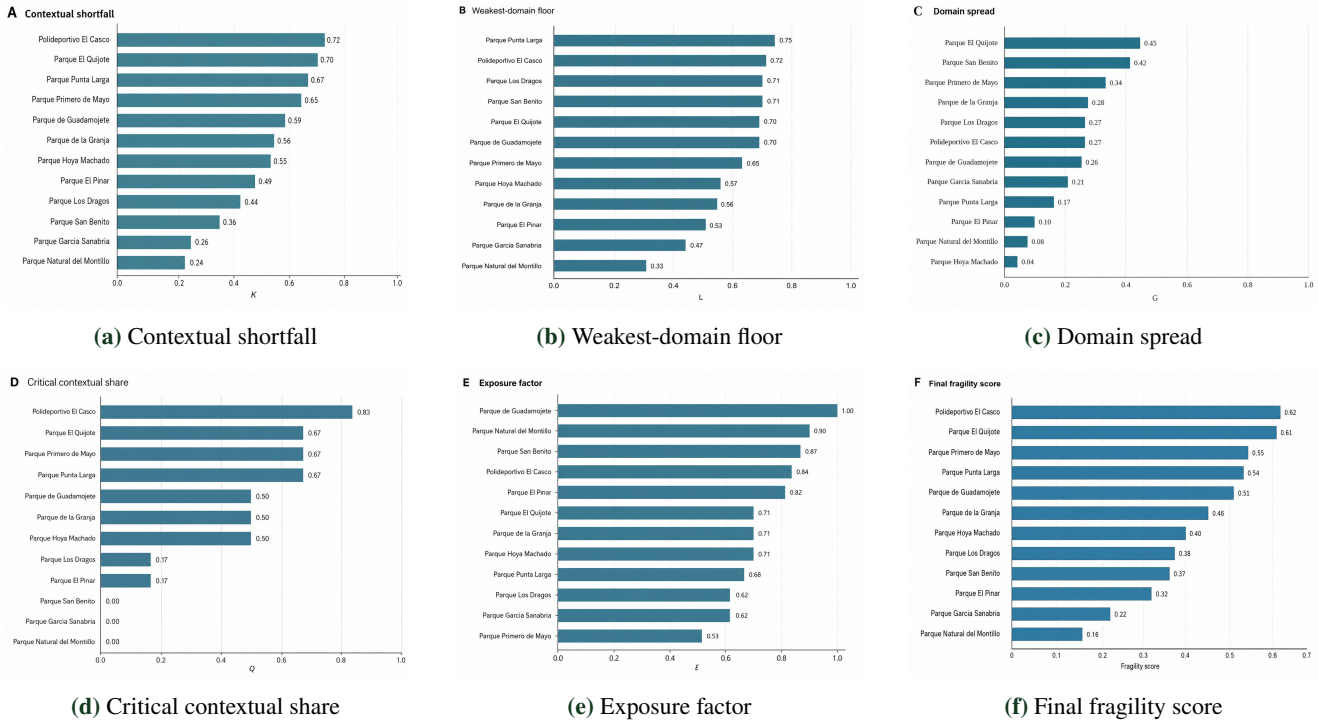 A Contextual shortfall
Polideportivo El Casco 0.72
Parque El Quijote 0.70
Parque Punta Larga 0.67
Parque Primero de Mayo 0.65
Parque de Guadamojete 0.59
Parque de la Granja 0.56
Parque Hoya Machado 0.55
Parque El Pinar 0.49
Parque Los Dragos 0.44
Parque San Benito 0.36
Parque García Sanabria 0.26
Parque Natural del Montillo 0.24
0.0 0.2 0.4 0.6 0.8 1.0
K
(a) Contextual shortfall
B Weakest-domain floor
Parque Punta Larga 0.75
Polideportivo El Casco 0.72
Parque Los Dragos 0.71
Parque San Benito 0.71
Parque El Quijote 0.70
Parque de Guadamojete 0.70
Parque Primero de Mayo 0.65
Parque Hoya Machado 0.57
Parque de la Granja 0.56
Parque El Pinar 0.53
Parque García Sanabria 0.47
Parque Natural del Montillo 0.33
0.0 0.2 0.4 0.6 0.8 1.0
L
(b) Weakest-domain floor
C Domain spread
Parque El Quijote 0.45
Parque San Benito 0.42
Parque Primero de Mayo 0.34
Parque de la Granja 0.28
Parque Los Dragos 0.27
Polideportivo El Casco 0.27
Parque de Guadamojete 0.26
Parque García Sanabria 0.21
Parque Punta Larga 0.17
Parque El Pinar 0.10
Parque Natural del Montillo 0.08
Parque Hoya Machado 0.04
0.0 0.2 0.4 0.6 0.8 1.0
G
(c) Domain spread
D Critical contextual share
Polideportivo El Casco 0.83
Parque El Quijote 0.67
Parque Primero de Mayo 0.67
Parque Punta Larga 0.67
Parque de Guadamojete 0.50
Parque de la Granja 0.50
Parque Hoya Machado 0.50
Parque Los Dragos 0.17
Parque El Pinar 0.17
Parque San Benito 0.00
Parque García Sanabria 0.00
Parque Natural del Montillo 0.00
0.0 0.2 0.4 0.6 0.8 1.0
Q
(d) Critical contextual share
E Exposure factor
Parque de Guadamojete 1.00
Parque Natural del Montillo 0.90
Parque San Benito 0.87
Polideportivo El Casco 0.84
Parque El Pinar 0.82
Parque El Quijote 0.71
Parque de la Granja 0.71
Parque Hoya Machado 0.71
Parque Punta Larga 0.68
Parque Los Dragos 0.62
Parque García Sanabria 0.62
Parque Primero de Mayo 0.53
0.0 0.2 0.4 0.6 0.8 1.0
E
(e) Exposure factor
F Final fragility score
Polideportivo El Casco 0.62
Parque El Quijote 0.61
Parque Primero de Mayo 0.55
Parque Punta Larga 0.54
Parque de Guadamojete 0.51
Parque de la Granja 0.46
Parque Hoya Machado 0.40
Parque Los Dragos 0.38
Parque San Benito 0.37
Parque El Pinar 0.32
Parque García Sanabria 0.22
Parque Natural del Montillo 0.16
0 0.1 0.2 0.3 0.4 0.5 0.6 0.7
Fragility score
(f) Final fragility score